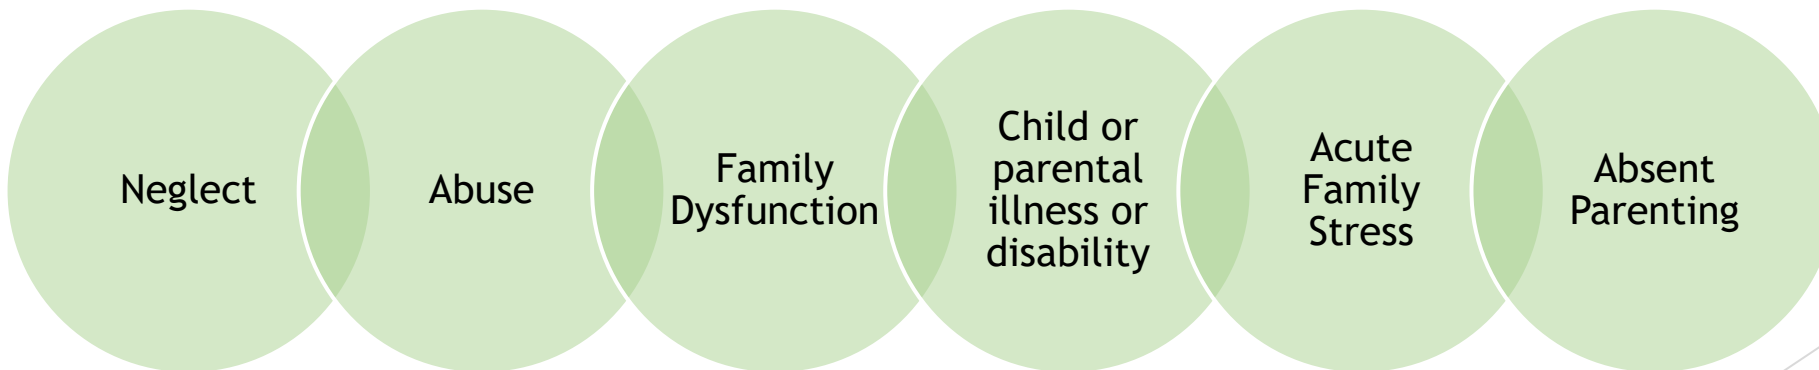 Neglect
Abuse
Family
Dysfunction
Child or
parental
illness or
disability
Acute
Family
Stress
Absent
Parenting